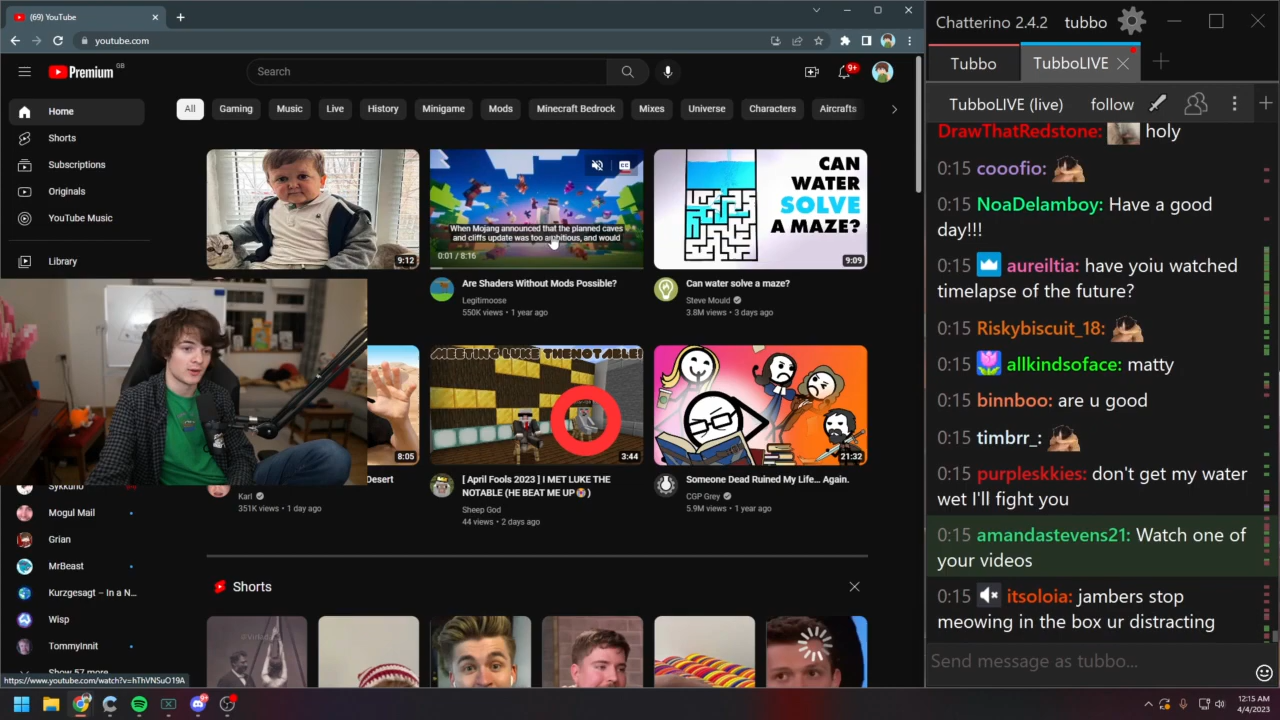 (69) YouTube
youtube.com
Premium GB
Search
9+
Home
Shorts
Subscriptions
Originals
YouTube Music
Library
All
Gaming
Music
Live
History
Minigame
Mods
Minecraft Bedrock
Mixes
Universe
Characters
Aircrafts
9:12
When Mojang announced that the planned caves
and cliffs update was too ambitious, and would
0:01 / 8:16
CAN
WATER
SOLVE
A MAZE?
9:09
Are Shaders Without Mods Possible?
Legitimoose
550K views • 1 year ago
Can water solve a maze?
Steve Mould
3.8M views • 3 days ago
8:05
MEETING LUKE THENOTABLE!
3:44
21:32
Desert
Karl
351K views • 1 day ago
[ April Fools 2023 ] I MET LUKE THE
NOTABLE (HE BEAT ME UP😰)
Sheep God
44 views • 2 days ago
Someone Dead Ruined My Life... Again.
CGP Grey
5.9M views • 1 year ago
Sykkuno
Mogul Mail
Grian
MrBeast
Kurzgesagt – In a N...
Wisp
TommyInnit
Show 57 more
Shorts
https://www.youtube.com/watch?v=hThVNSuO19A
Chatterino 2.4.2
tubbo
Tubbo
TubboLIVE
TubboLIVE (live)
follow
DrawThatRedstone: holy
0:15 cooofio:
0:15 NoaDelamboy: Have a good
day!!!
0:15 aureiltia: have yoiu watched
timelapse of the future?
0:15 Riskybiscuit_18:
0:15 allkindsoface: matty
0:15 binnboo: are u good
0:15 timbrr_:
0:15 purpleskkies: don't get my water
wet I'll fight you
0:15 amandastevens21: Watch one of
your videos
0:15 itsoloia: jambers stop
meowing in the box ur distracting
Send message as tubbo...
12:15 AM
4/4/2023